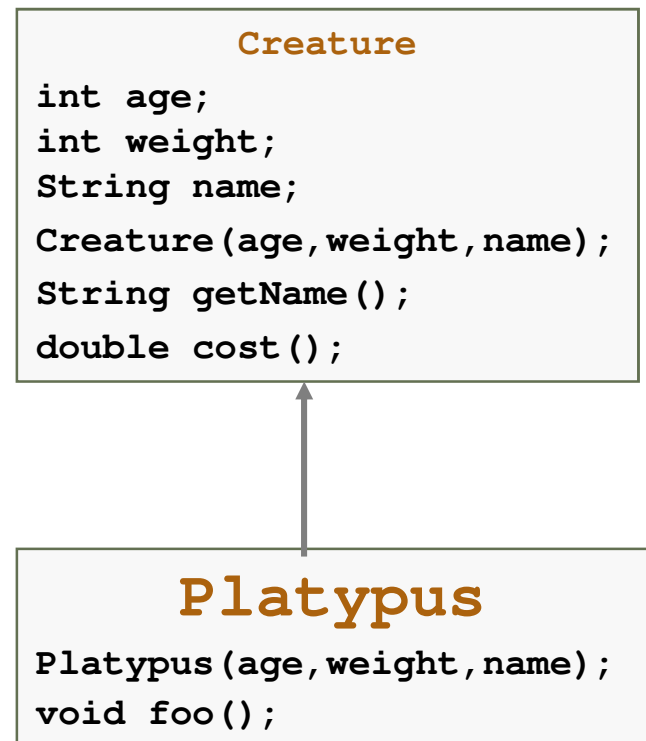 Creature
int age;
int weight;
String name;
Creature(age,weight,name);
String getName();
double cost();
Platypus
Platypus(age,weight,name);
void foo();